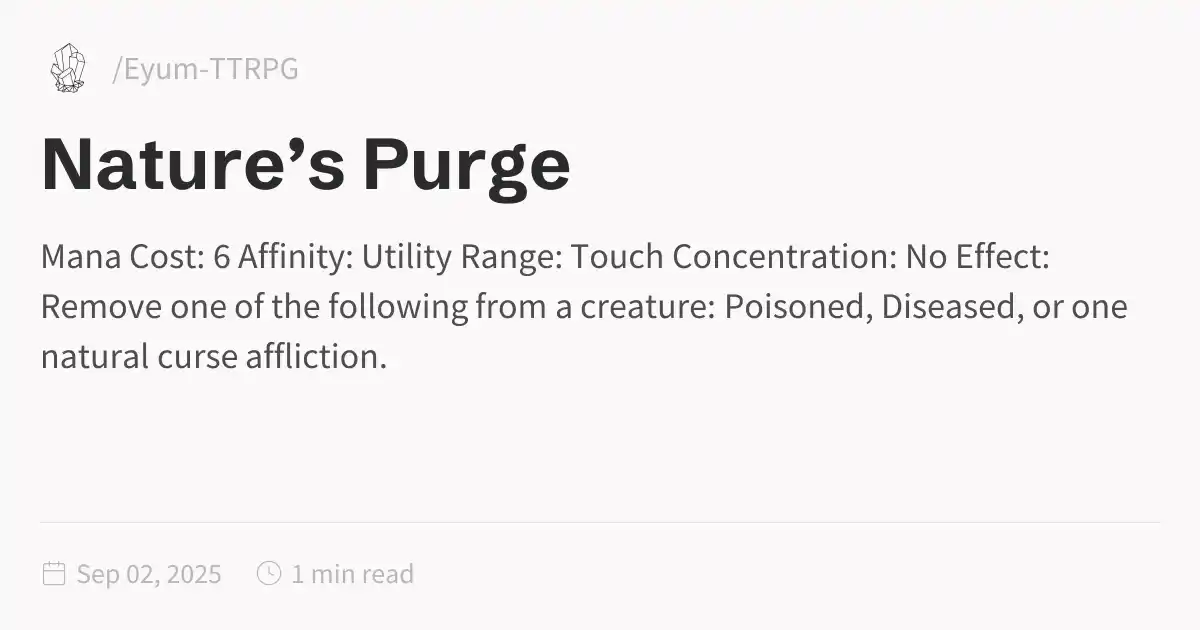 /Eyum-TTRPG
Nature’s Purge
Mana Cost: 6 Affinity: Utility Range: Touch Concentration: No Effect:
Remove one of the following from a creature: Poisoned, Diseased, or one
natural curse affliction.
Sep 02, 2025 1 min read